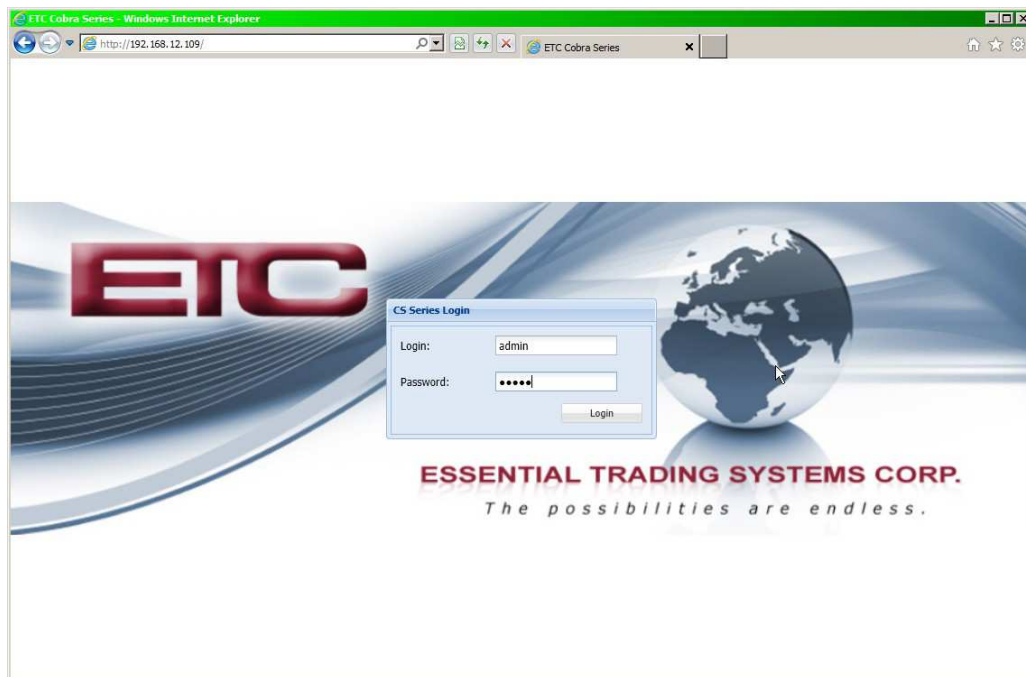 ETC Cobra Series - Windows Internet Explorer
http://192.168.12.109/
ETC Cobra Series
ETC
CS Series Login
Login: admin
Password: •••••
Login
ESSENTIAL TRADING SYSTEMS CORP.
The possibilities are endless.